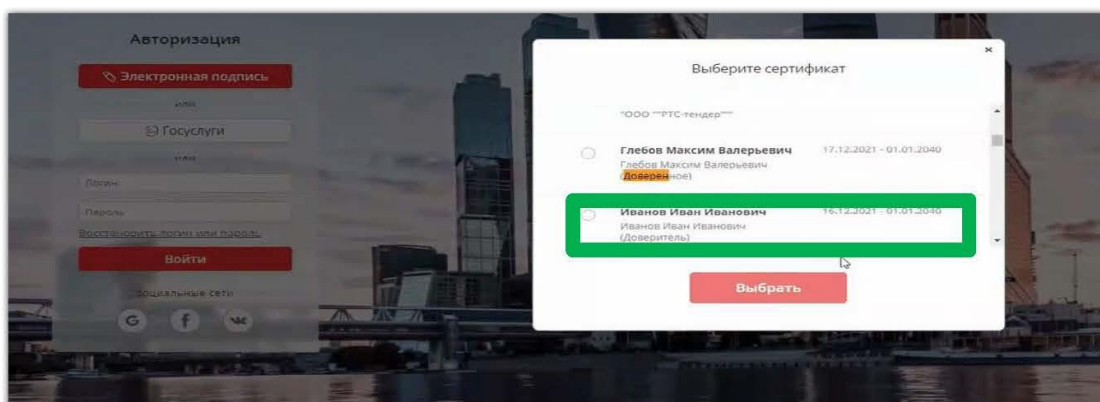 Авторизация
Электронная подпись
или
Госуслуги
или
Логин
Пароль
Восстановить логин или пароль
Войти
Социальные сети
G f
Выберите сертификат
"ООО ""РТС-тендер"""
Глебов Максим Валерьевич 17.12.2021 - 01.01.2040
Глебов Максим Валерьевич
(Доверенное)
Иванов Иван Иванович 16.12.2021 - 01.01.2040
Иванов Иван Иванович
(Доверитель)
Выбрать